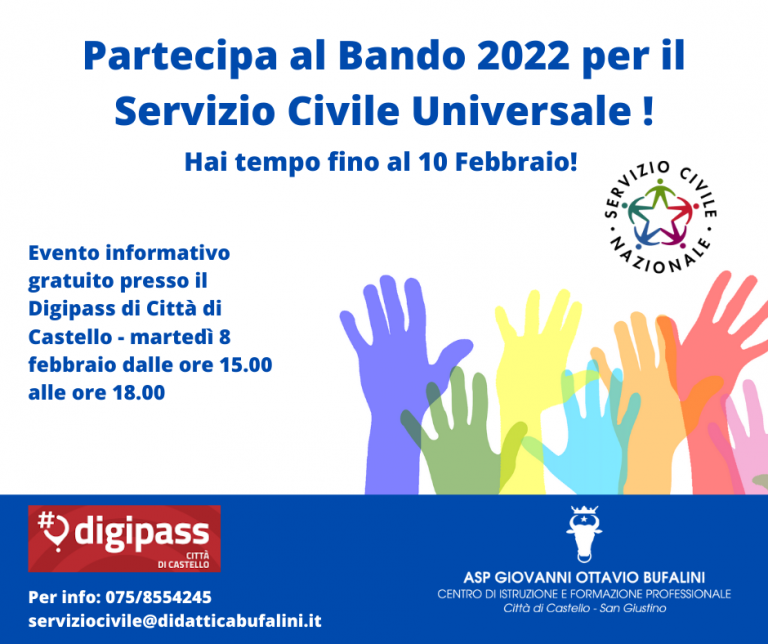 Partecipa al Bando 2022 per il
Servizio Civile Universale !
Hai tempo fino al 10 Febbraio!
SERVIZIO CIVILE
NAZIONALE
Evento informativo
gratuito presso il
Digipass di Città di
Castello - martedì 8
febbraio dalle ore 15.00
alle ore 18.00
# digipass
CITTÀ
DI CASTELLO
Per info: 075/8554245
serviziocivile@didatticabufalini.it
ASP GIOVANNI OTTAVIO BUFALINI
CENTRO DI ISTRUZIONE E FORMAZIONE PROFESSIONALE
Città di Castello - San Giustino